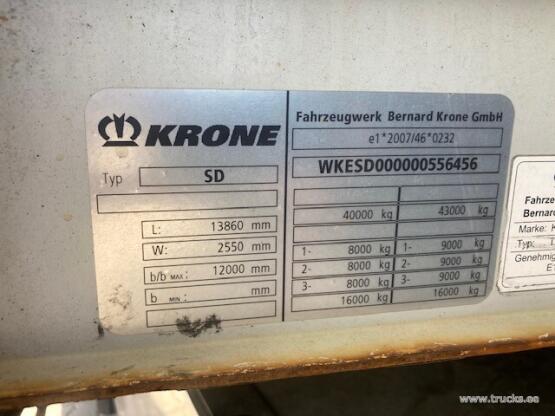 KRONE
Typ SD
L: 13860 mm
W: 2550 mm
b/b MAX.: 12000 mm
b MIN.: mm
Fahrzeugwerk Bernard Krone GmbH
e1*2007/46*0232
WKESD000000556456
40000 kg 43000 kg
1- 8000 kg 1- 9000 kg
2- 8000 kg 2- 9000 kg
3- 8000 kg 3- 9000 kg
16000 kg 16000 kg
Fahrze
Bernar
Marke: K
Typ:
Genehmig
E1
www.trucks.ee